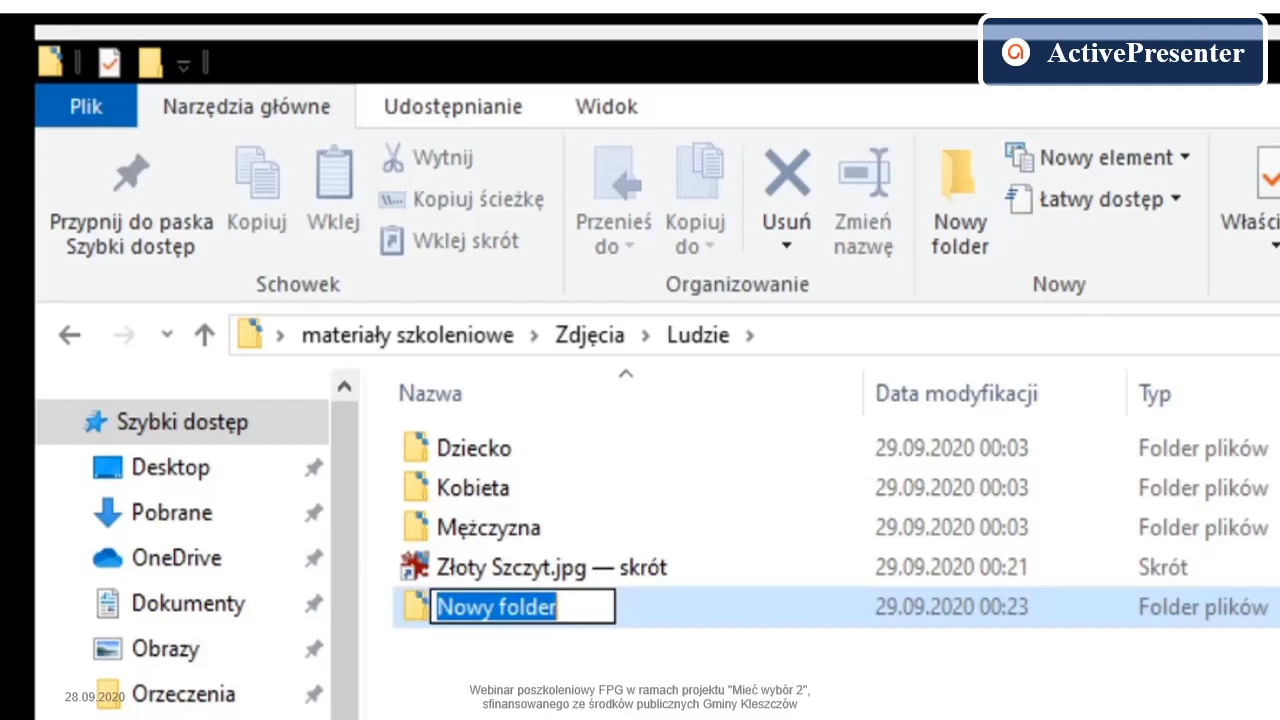 ActivePresenter
Plik Narzędzia główne Udostępnianie Widok
Przypnij do paska
Szybki dostęp
Kopiuj
Wklej
Wytnij
Kopiuj ścieżkę
Wklej skrót
Schowek
Przenieś
do
Kopiuj
do
Usuń
Zmień
nazwę
Organizowanie
Nowy
folder
Nowy element
Łatwy dostęp
Nowy
Właści
materiały szkoleniowe > Zdjęcia > Ludzie >
Szybki dostęp
Desktop
Pobrane
OneDrive
Dokumenty
Obrazy
Orzeczenia
Nazwa Data modyfikacji Typ
Dziecko 29.09.2020 00:03 Folder plików
Kobieta 29.09.2020 00:03 Folder plików
Mężczyzna 29.09.2020 00:03 Folder plików
Złoty Szczyt.jpg — skrót 29.09.2020 00:21 Skrót
Nowy folder 29.09.2020 00:23 Folder plików
28.09.2020
Webinar poszkoleniowy FPG w ramach projektu "Mieć wybór 2",
sfinansowanego ze środków publicznych Gminy Kleszczów